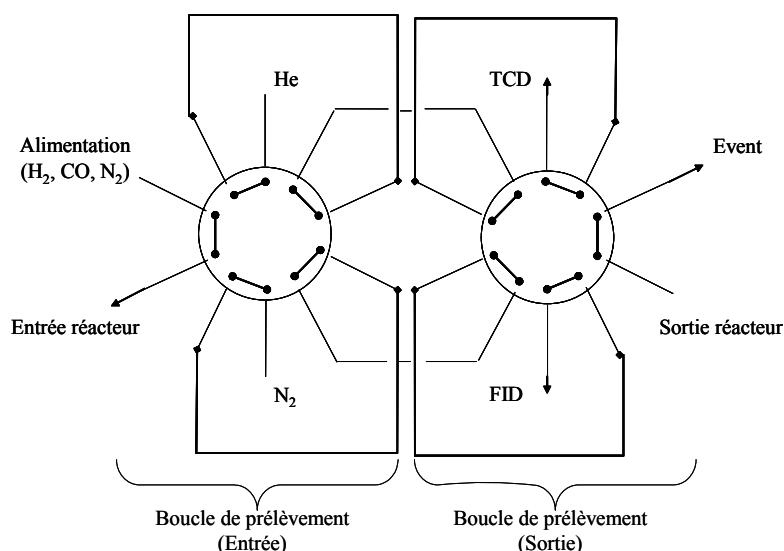 He
TCD
Alimentation
(H₂, CO, N₂)
Event
Entrée réacteur
Sortie réacteur
N₂
FID
Boucle de prélèvement
(Entrée)
Boucle de prélèvement
(Sortie)